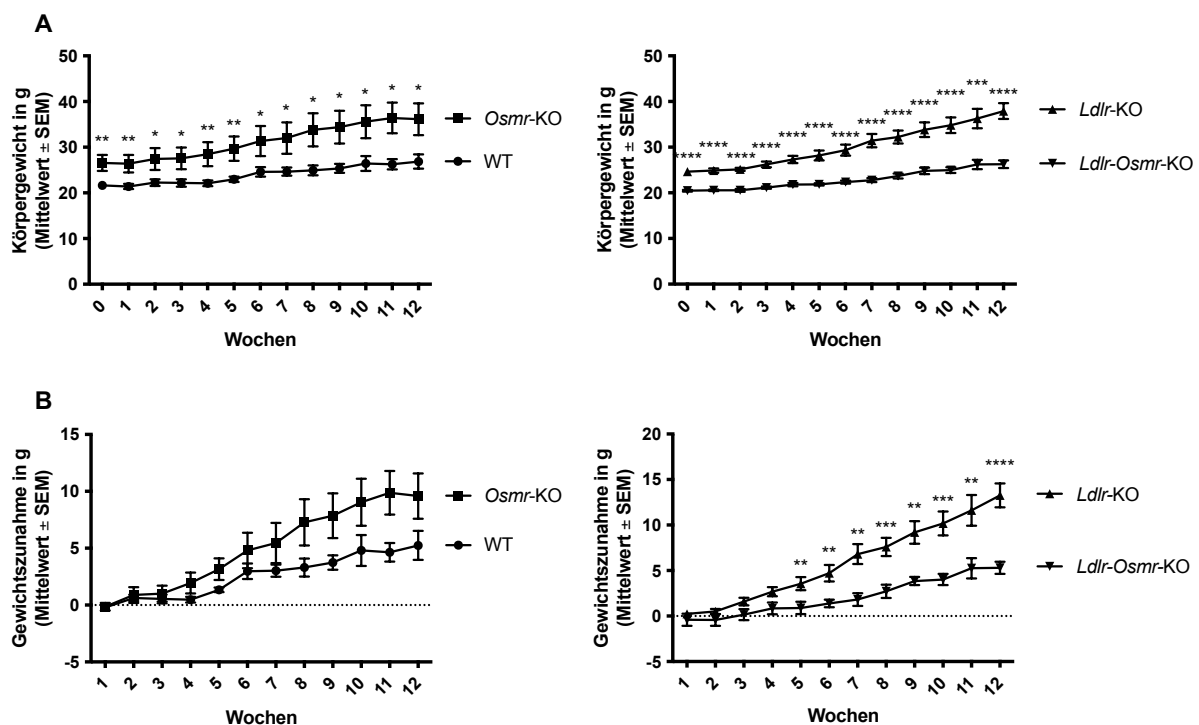 A
Körpergewicht in g
(Mittelwert ± SEM)
50
40
30
20
10
0
** ** * * ** ** * * * * * * *
Osmr-KO
WT
0 1 2 3 4 5 6 7 8 9 10 11 12
Wochen
Körpergewicht in g
(Mittelwert ± SEM)
50
40
30
20
10
0
**** **** **** **** **** **** **** **** **** **** **** *** ****
Ldlr-KO
Ldlr-Osmr-KO
0 1 2 3 4 5 6 7 8 9 10 11 12
Wochen
B
Gewichtszunahme in g
(Mittelwert ± SEM)
15
10
5
0
-5
Osmr-KO
WT
1 2 3 4 5 6 7 8 9 10 11 12
Wochen
Gewichtszunahme in g
(Mittelwert ± SEM)
20
15
10
5
0
-5
** ** ** *** ** *** ** ****
Ldlr-KO
Ldlr-Osmr-KO
1 2 3 4 5 6 7 8 9 10 11 12
Wochen